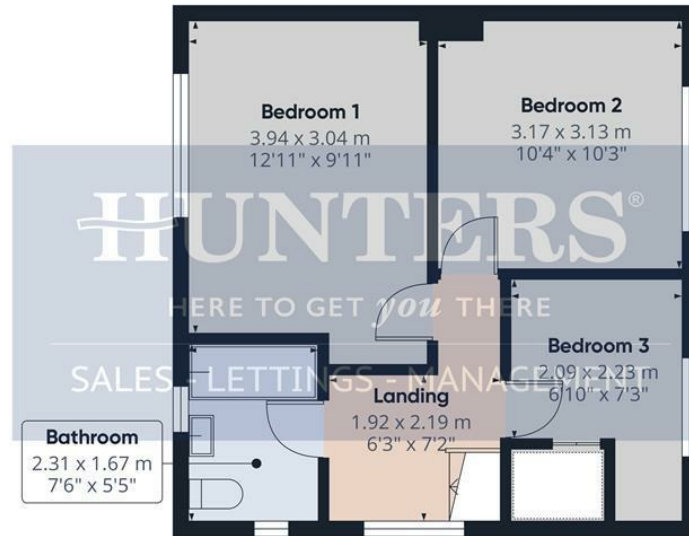 Bedroom 1
3.94 x 3.04 m
12'11" x 9'11"
Bedroom 2
3.17 x 3.13 m
10'4" x 10'3"
HUNTERS®
HERE TO GET you THERE
SALES - LETTINGS - MANAGEMENT
Bedroom 3
2.09 x 2.23 m
6'10" x 7'3"
Landing
1.92 x 2.19 m
6'3" x 7'2"
Bathroom
2.31 x 1.67 m
7'6" x 5'5"